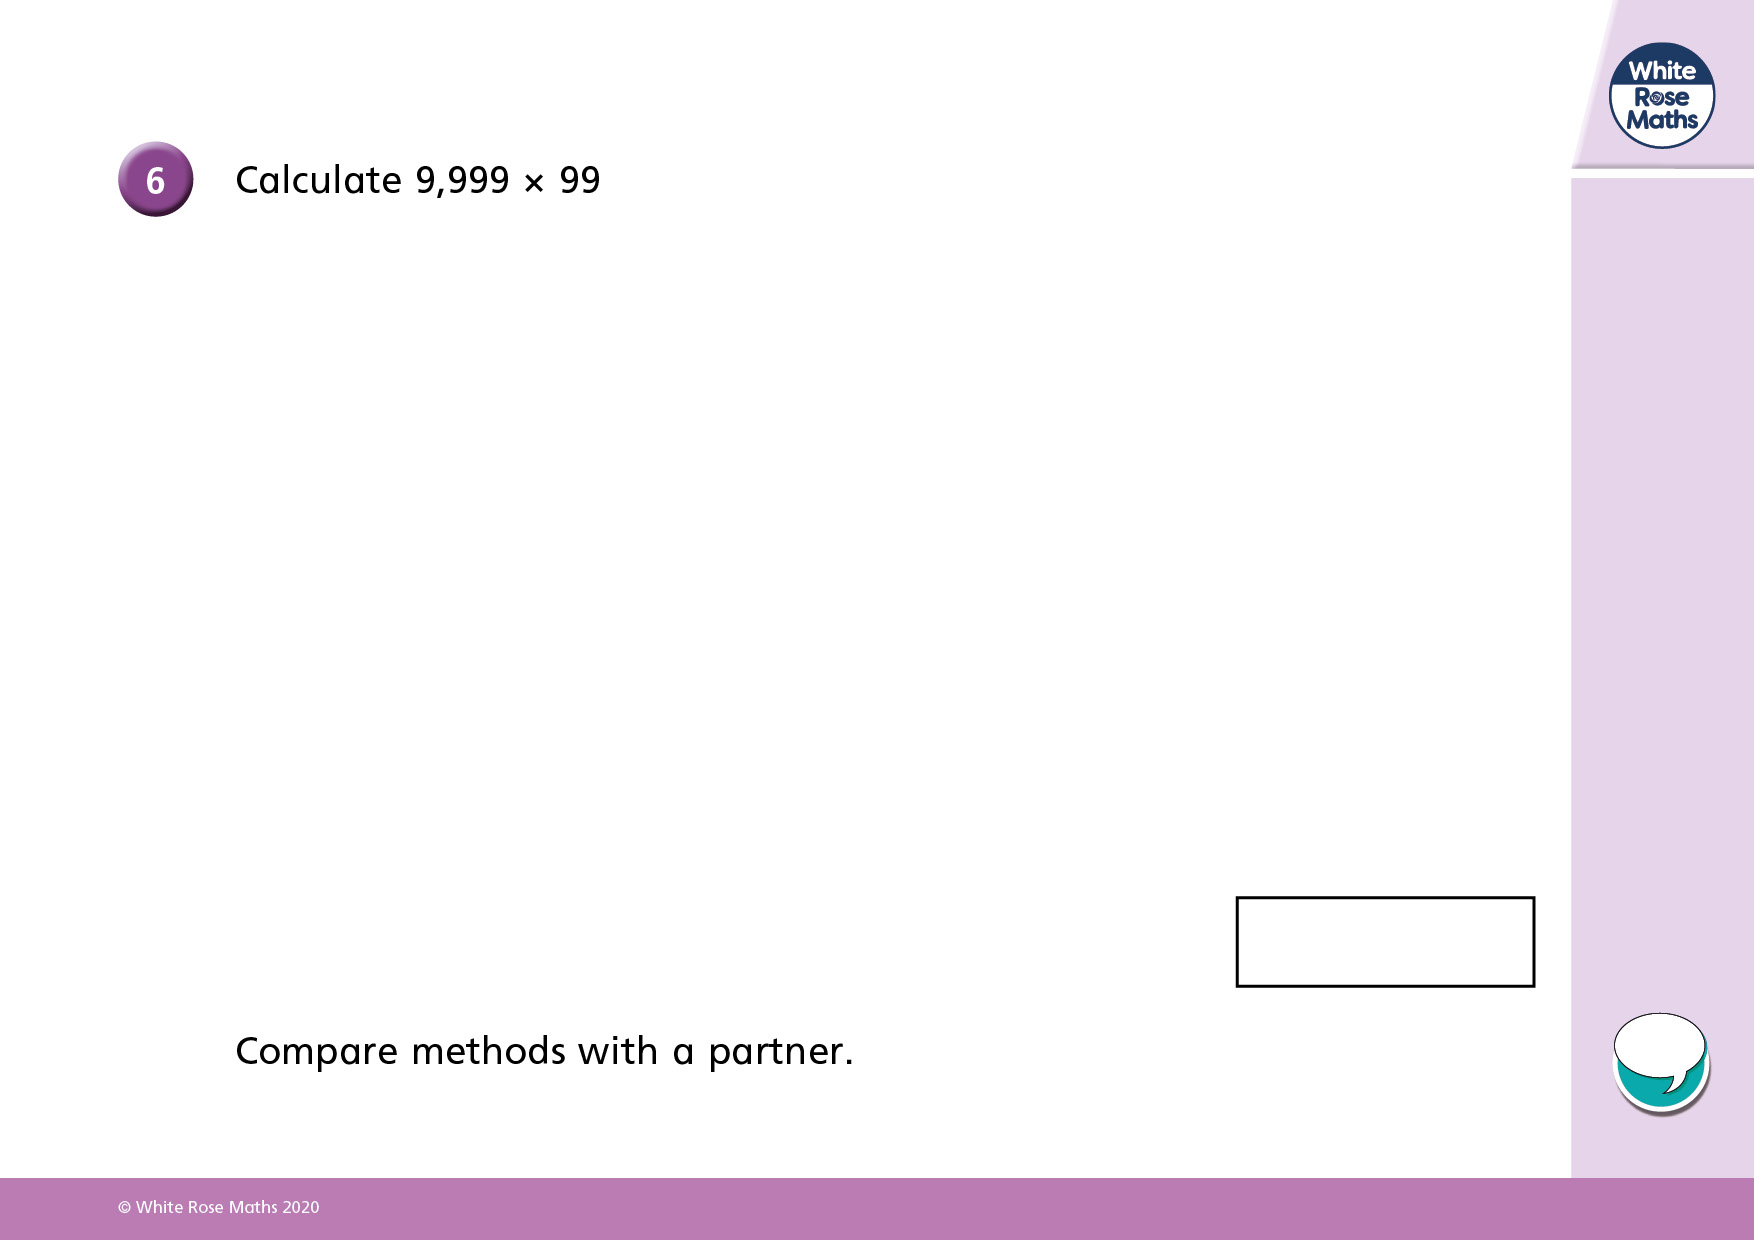 White
Rose
Maths
6 Calculate 9,999 × 99
Compare methods with a partner.
© White Rose Maths 2020